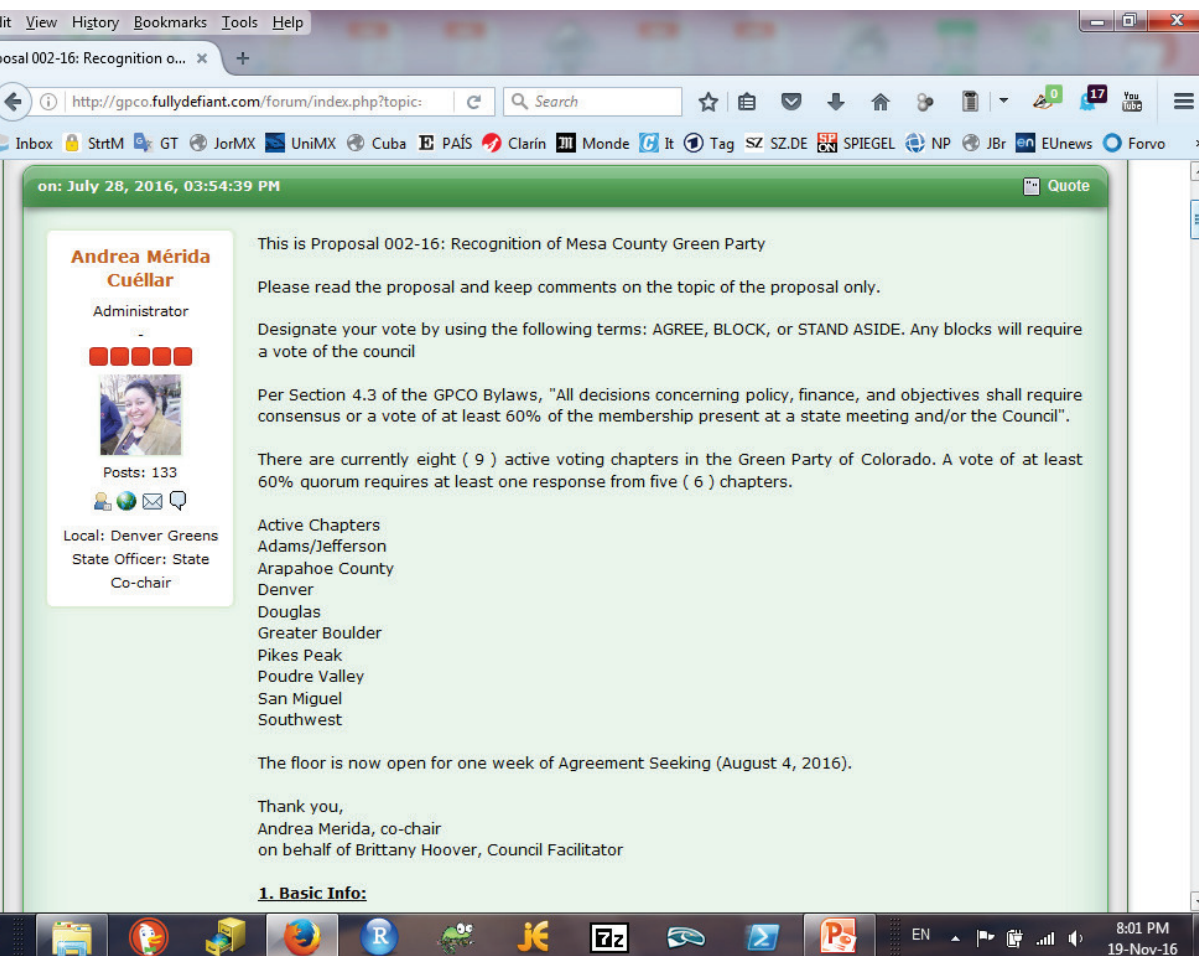 dit View History Bookmarks Tools Help
posal 002-16: Recognition o... × +
http://gpco.fullydefiant.com/forum/index.php?topic= Search 0 17 You Tube
Inbox StrtM GT JorMX UniMX Cuba E PAÍS Clarín M Monde It Tag SZ SZ.DE SPON SPIEGEL NP JBr en EUnews Forvo
on: July 28, 2016, 03:54:39 PM Quote
Andrea Mérida
Cuéllar
Administrator
-
Posts: 133
Local: Denver Greens
State Officer: State
Co-chair
This is Proposal 002-16: Recognition of Mesa County Green Party
Please read the proposal and keep comments on the topic of the proposal only.
Designate your vote by using the following terms: AGREE, BLOCK, or STAND ASIDE. Any blocks will require
a vote of the council
Per Section 4.3 of the GPCO Bylaws, "All decisions concerning policy, finance, and objectives shall require
consensus or a vote of at least 60% of the membership present at a state meeting and/or the Council".
There are currently eight ( 9 ) active voting chapters in the Green Party of Colorado. A vote of at least
60% quorum requires at least one response from five ( 6 ) chapters.
Active Chapters
Adams/Jefferson
Arapahoe County
Denver
Douglas
Greater Boulder
Pikes Peak
Poudre Valley
San Miguel
Southwest
The floor is now open for one week of Agreement Seeking (August 4, 2016).
Thank you,
Andrea Merida, co-chair
on behalf of Brittany Hoover, Council Facilitator
1. Basic Info:
R jE 7z P EN 8:01 PM
19-Nov-16